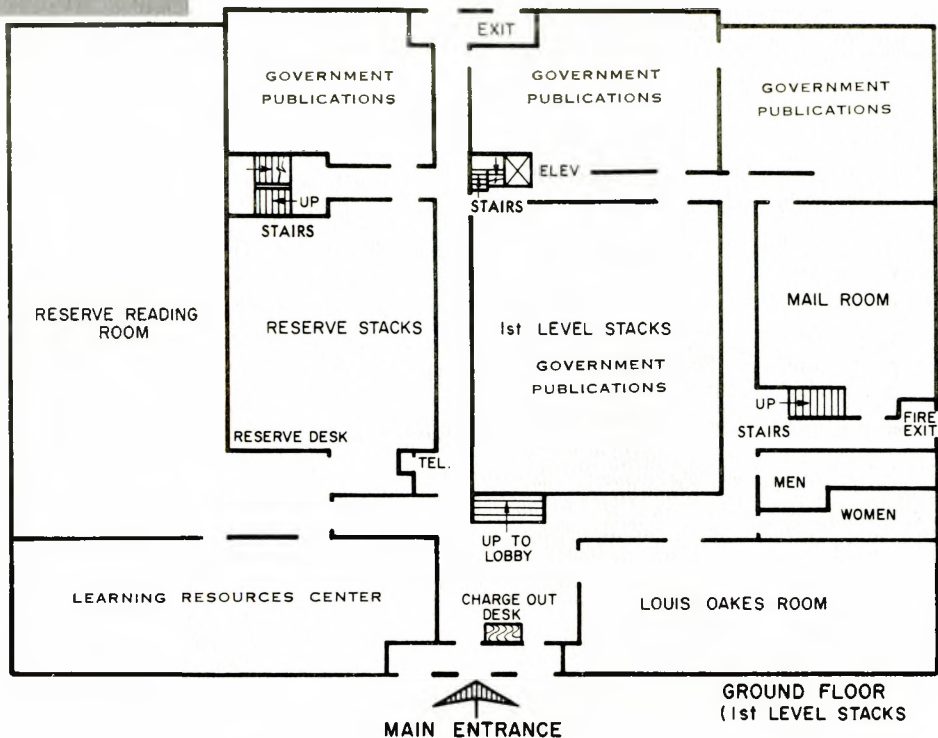 EXIT
GOVERNMENT
PUBLICATIONS
GOVERNMENT
PUBLICATIONS
GOVERNMENT
PUBLICATIONS
ELEV
UP
STAIRS
STAIRS
RESERVE READING
ROOM
RESERVE STACKS
1st LEVEL STACKS
GOVERNMENT
PUBLICATIONS
MAIL ROOM
UP
STAIRS
FIRE
EXIT
RESERVE DESK
TEL.
MEN
WOMEN
UP TO
LOBBY
LEARNING RESOURCES CENTER
CHARGE OUT
DESK
LOUIS OAKES ROOM
MAIN ENTRANCE
GROUND FLOOR
(1st LEVEL STACKS